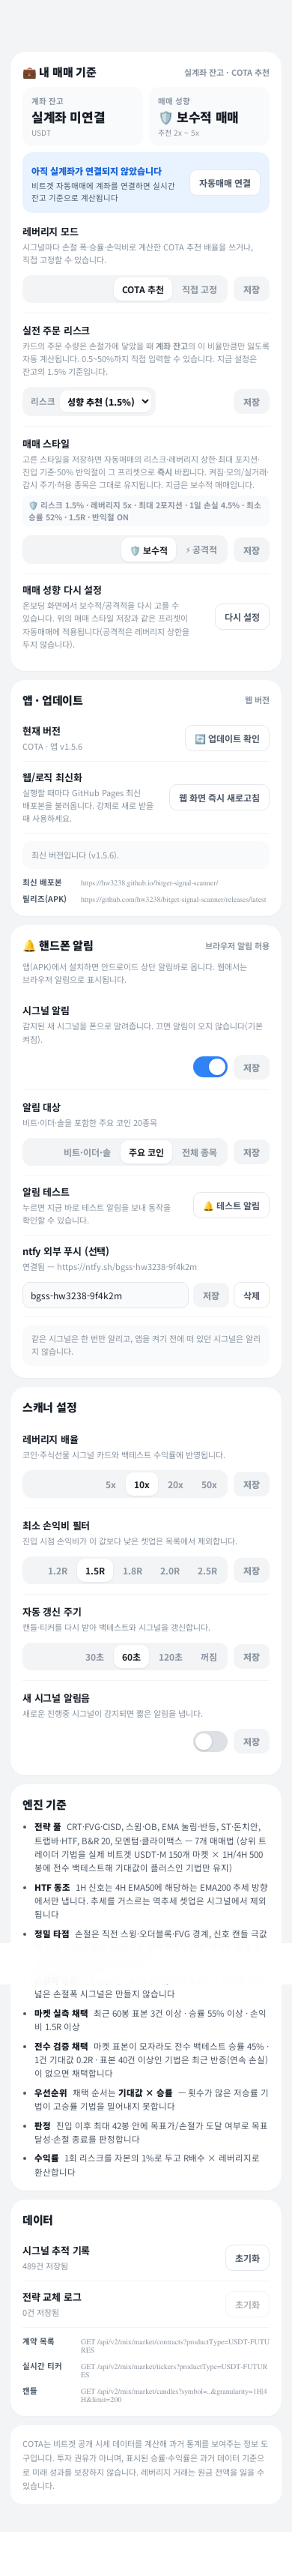 💼 내 매매 기준
실계좌 잔고 · COTA 추천
계좌 잔고
실계좌 미연결
USDT
매매 성향
🛡️ 보수적 매매
추천 2x ~ 5x
아직 실계좌가 연결되지 않았습니다
비트겟 자동매매에 계좌를 연결하면 실시간
잔고 기준으로 계산됩니다
자동매매 연결
레버리지 모드
시그널마다 손절 폭·승률·손익비로 계산한 COTA 추천 배율을 쓰거나,
직접 고정할 수 있습니다.
COTA 추천
직접 고정
저장
실전 주문 리스크
카드의 주문 수량은 손절가에 닿았을 때 계좌 잔고의 이 비율만큼만 잃도록
자동 계산됩니다. 0.5~50%까지 직접 입력할 수 있습니다. 지금 설정은
잔고의 1.5% 기준입니다.
리스크
성향 추천 (1.5%)
저장
매매 스타일
고른 스타일을 저장하면 자동매매의 리스크·레버리지 상한·최대 포지션·
진입 기준·50% 반익절이 그 프리셋으로 즉시 바뀝니다. 켜짐·모의/실거래·
감시 주기·허용 종목은 그대로 유지됩니다. 지금은 보수적 매매입니다.
🛡️ 리스크 1.5% · 레버리지 5x · 최대 2포지션 · 1일 손실 4.5% · 최소
승률 52% · 1.5R · 반익절 ON
🛡️ 보수적
⚡ 공격적
저장
매매 성향 다시 설정
온보딩 화면에서 보수적/공격적을 다시 고를 수
있습니다. 위의 매매 스타일 저장과 같은 프리셋이
자동매매에 적용됩니다(공격적은 레버리지 상한을
두지 않습니다).
다시 설정
앱 · 업데이트
웹 버전
현재 버전
COTA · 앱 v1.5.6
🔄 업데이트 확인
웹/로직 최신화
실행할 때마다 GitHub Pages 최신
배포본을 불러옵니다. 강제로 새로 받을
때 사용하세요.
웹 화면 즉시 새로고침
최신 버전입니다 (v1.5.6).
최신 배포본
https://hw3238.github.io/bitget-signal-scanner/
릴리즈(APK)
https://github.com/hw3238/bitget-signal-scanner/releases/latest
🔔 핸드폰 알림
브라우저 알림 허용
앱(APK)에서 설치하면 안드로이드 상단 알림바로 옵니다. 웹에서는
브라우저 알림으로 표시됩니다.
시그널 알림
감지된 새 시그널을 폰으로 알려줍니다. 끄면 알림이 오지 않습니다(기본
켜짐).
저장
알림 대상
비트·이더·솔을 포함한 주요 코인 20종목
비트·이더·솔
주요 코인
전체 종목
저장
알림 테스트
누르면 지금 바로 테스트 알림을 보내 동작을
확인할 수 있습니다.
🔔 테스트 알림
ntfy 외부 푸시 (선택)
연결됨 — https://ntfy.sh/bgss-hw3238-9f4k2m
bgss-hw3238-9f4k2m
저장
삭제
같은 시그널은 한 번만 알리고, 앱을 켜기 전에 떠 있던 시그널은 알리
지 않습니다.
스캐너 설정
레버리지 배율
코인·주식선물 시그널 카드와 백테스트 수익률에 반영됩니다.
5x
10x
20x
50x
저장
최소 손익비 필터
진입 시점 손익비가 이 값보다 낮은 셋업은 목록에서 제외합니다.
1.2R
1.5R
1.8R
2.0R
2.5R
저장
자동 갱신 주기
캔들·티커를 다시 받아 백테스트와 시그널을 갱신합니다.
30초
60초
120초
꺼짐
저장
새 시그널 알림음
새로운 진행중 시그널이 감지되면 짧은 알림을 냅니다.
저장
엔진 기준
• 전략 풀 CRT·FVG·CISD, 스윕·OB, EMA 눌림·반등, ST·돈치안,
트랩바·HTF, B&R 20, 모멘텀·클라이맥스 — 7개 매매법 (상위 트
레이더 기법을 실제 비트겟 USDT-M 150개 마켓 × 1H/4H 500
봉에 전수 백테스트해 기대값이 플러스인 기법만 유지)
• HTF 동조 1H 신호는 4H EMA50에 해당하는 EMA200 추세 방향
에서만 냅니다. 추세를 거스르는 역추세 셋업은 시그널에서 제외
됩니다
• 정밀 타점 손절은 직전 스윙·오더블록·FVG 경계, 신호 캔들 극값
넓은 손절폭 시그널은 만들지 않습니다
• 마켓 실측 채택 최근 60봉 표본 3건 이상 · 승률 55% 이상 · 손익
비 1.5R 이상
• 전수 검증 채택 마켓 표본이 모자라도 전수 백테스트 승률 45% ·
1건 기대값 0.2R · 표본 40건 이상인 기법은 최근 반증(연속 손실)
이 없으면 채택합니다
• 우선순위 채택 순서는 기대값 × 승률 — 횟수가 많은 저승률 기
법이 고승률 기법을 밀어내지 못합니다
• 판정 진입 이후 최대 42봉 안에 목표가/손절가 도달 여부로 목표
달성·손절 종료를 판정합니다
• 수익률 1회 리스크를 자본의 1%로 두고 R배수 × 레버리지로
환산합니다
데이터
시그널 추적 기록
489건 저장됨
초기화
전략 교체 로그
0건 저장됨
초기화
계약 목록
GET /api/v2/mix/market/contracts?productType=USDT-FUTU
RES
실시간 티커
GET /api/v2/mix/market/tickers?productType=USDT-FUTUR
ES
캔들
GET /api/v2/mix/market/candles?symbol=..&granularity=1H|4
H&limit=200
COTA는 비트겟 공개 시세 데이터를 계산해 과거 통계를 보여주는 정보 도
구입니다. 투자 권유가 아니며, 표시된 승률·수익률은 과거 데이터 기준으
로 미래 성과를 보장하지 않습니다. 레버리지 거래는 원금 전액을 잃을 수
있습니다.